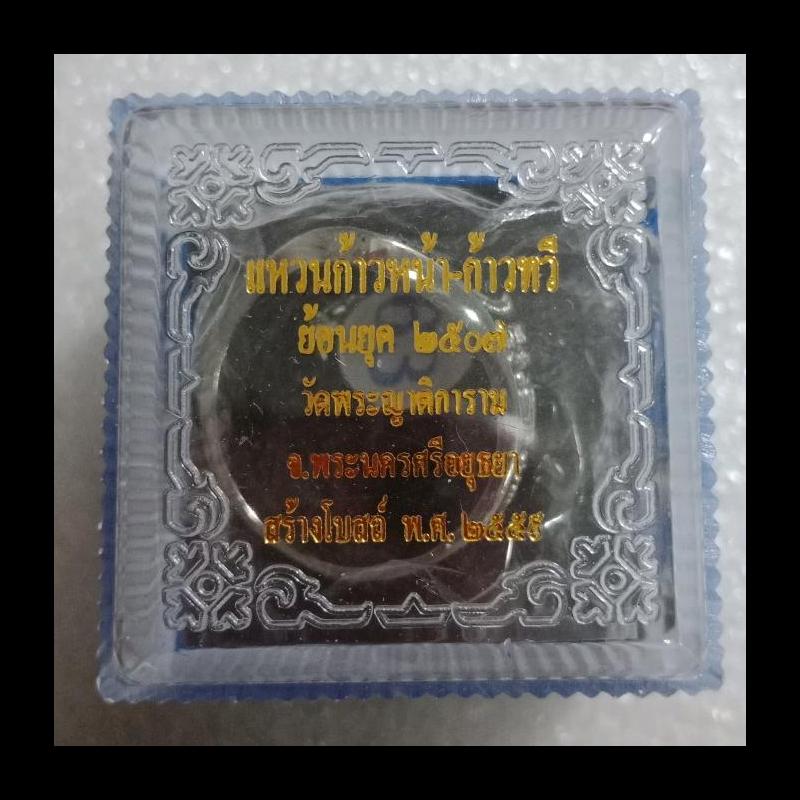 แหวนก้าวหน้า-ก้าวทวี
ย้อนยุค ๒๕๐๗
วัดพระญาติการาม
จ.พระนครศรีอยุธยา
สร้างโบสถ์ พ.ศ. ๒๕๕๕